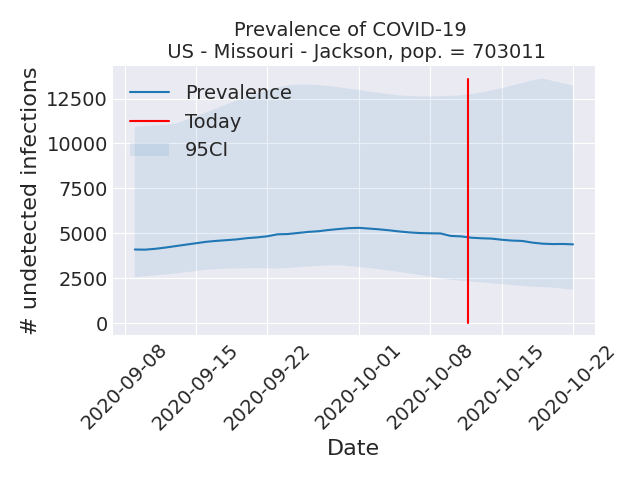 Prevalence of COVID-19
US - Missouri - Jackson, pop. = 703011
# undetected infections
12500
10000
7500
5000
2500
0
Prevalence
Today
95CI
2020-09-08
2020-09-15
2020-09-22
2020-10-01
2020-10-08
2020-10-15
2020-10-22
Date